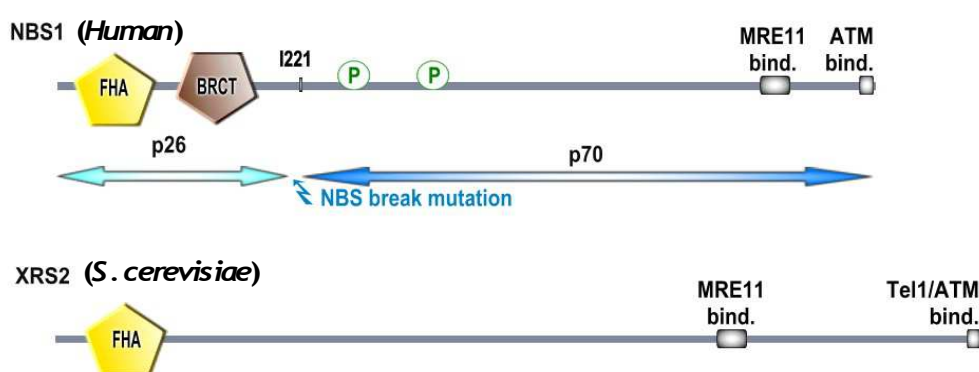 NBS1 (Human)
MRE11 bind.
ATM bind.
I221
P
P
FHA
BRCT
p26
p70
NBS break mutation
XRS2 (S. cerevisiae)
MRE11 bind.
Tel1/ATM bind.
FHA